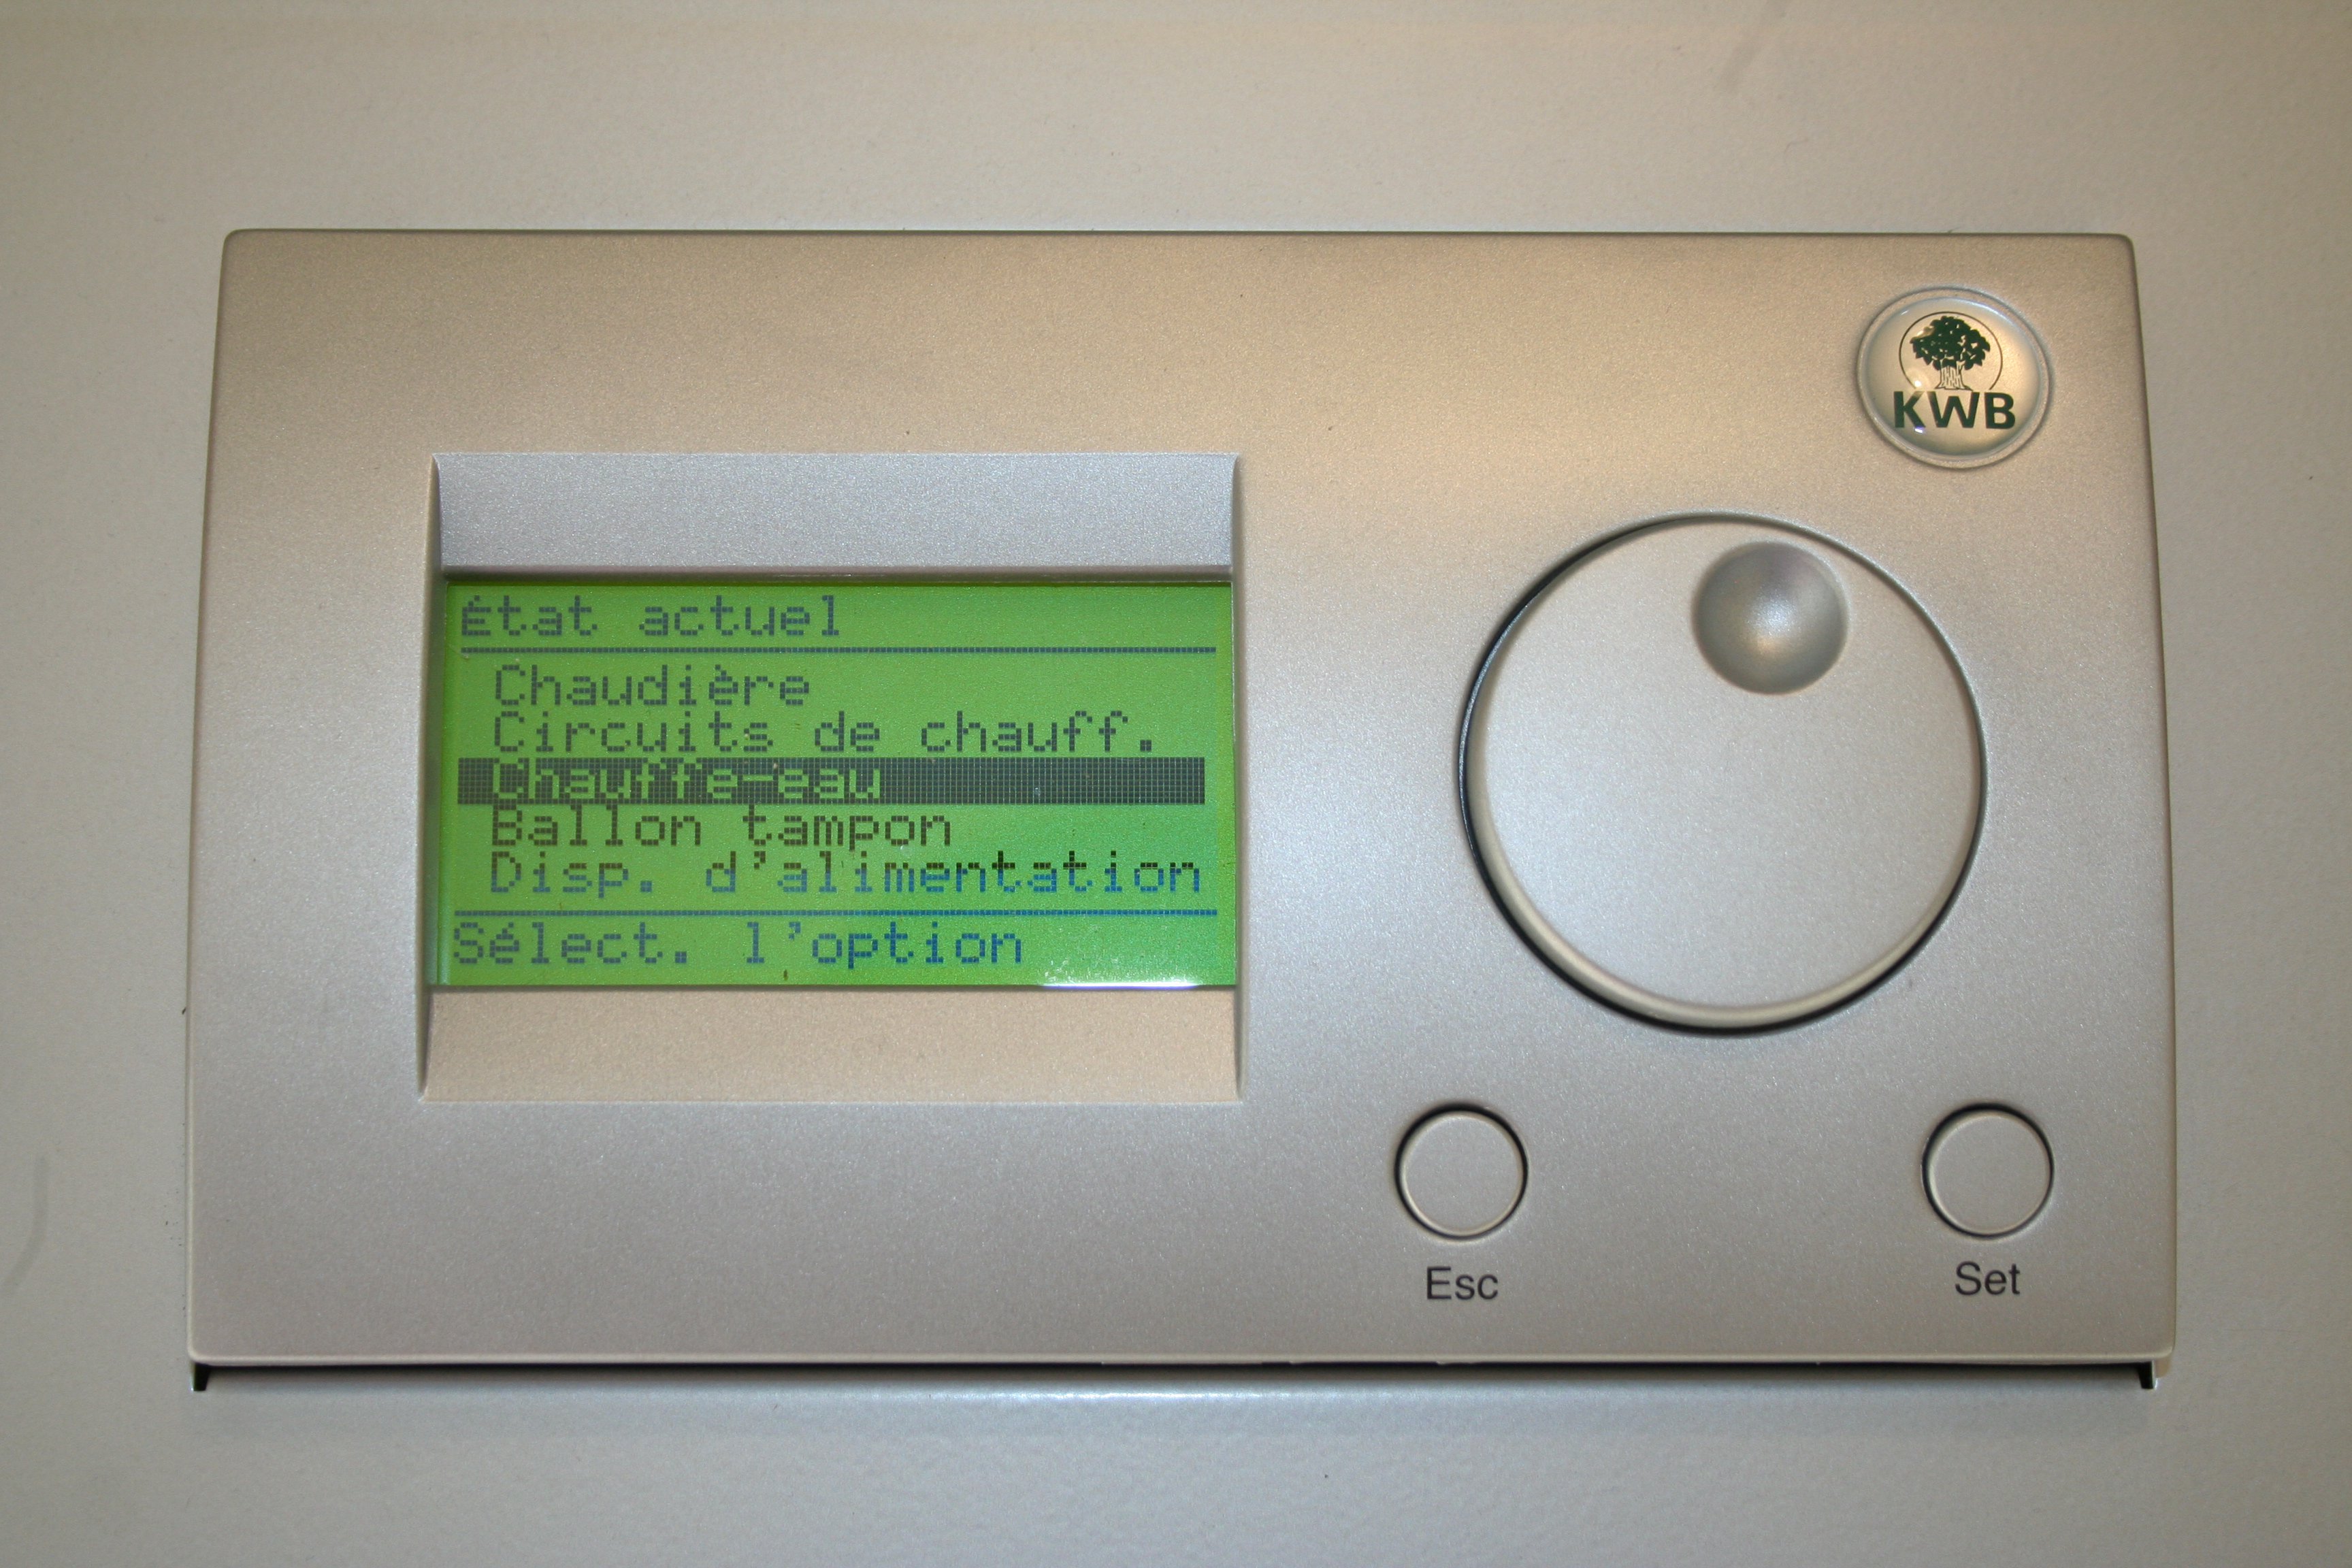 KWB
État actuel
Chaudière
Circuits de chauff.
Chauffe-eau
Ballon tampon
Disp. d'alimentation
Sélect. l'option
Esc
Set